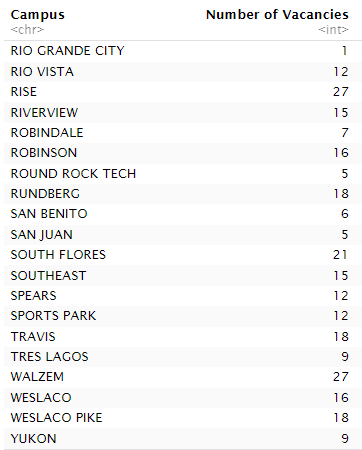 Campus Number of Vacancies
<chr> <int>
RIO GRANDE CITY 1
RIO VISTA 12
RISE 27
RIVERVIEW 15
ROBINDALE 7
ROBINSON 16
ROUND ROCK TECH 5
RUNDBERG 18
SAN BENITO 6
SAN JUAN 5
SOUTH FLORES 21
SOUTHEAST 15
SPEARS 12
SPORTS PARK 12
TRAVIS 18
TRES LAGOS 9
WALZEM 27
WESLACO 16
WESLACO PIKE 18
YUKON 9